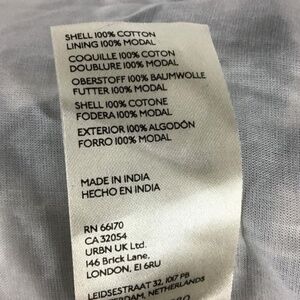 SHELL 100% COTTON
LINING 100% MODAL
COQUILLE 100% COTON
DOUBLURE 100% MODAL
OBERSTOFF 100% BAUMWOLLE
FUTTER 100% MODAL
SHELL 100% COTONE
FODERA 100% MODAL
EXTERIOR 100% ALGODÓN
FORRO 100% MODAL
MADE IN INDIA
HECHO EN INDIA
RN 66170
CA 32054
URBN UK Ltd.
146 Brick Lane,
LONDON, E1 6RU
LEIDSESTRAAT 32, 1017 PB
NETHERLANDS